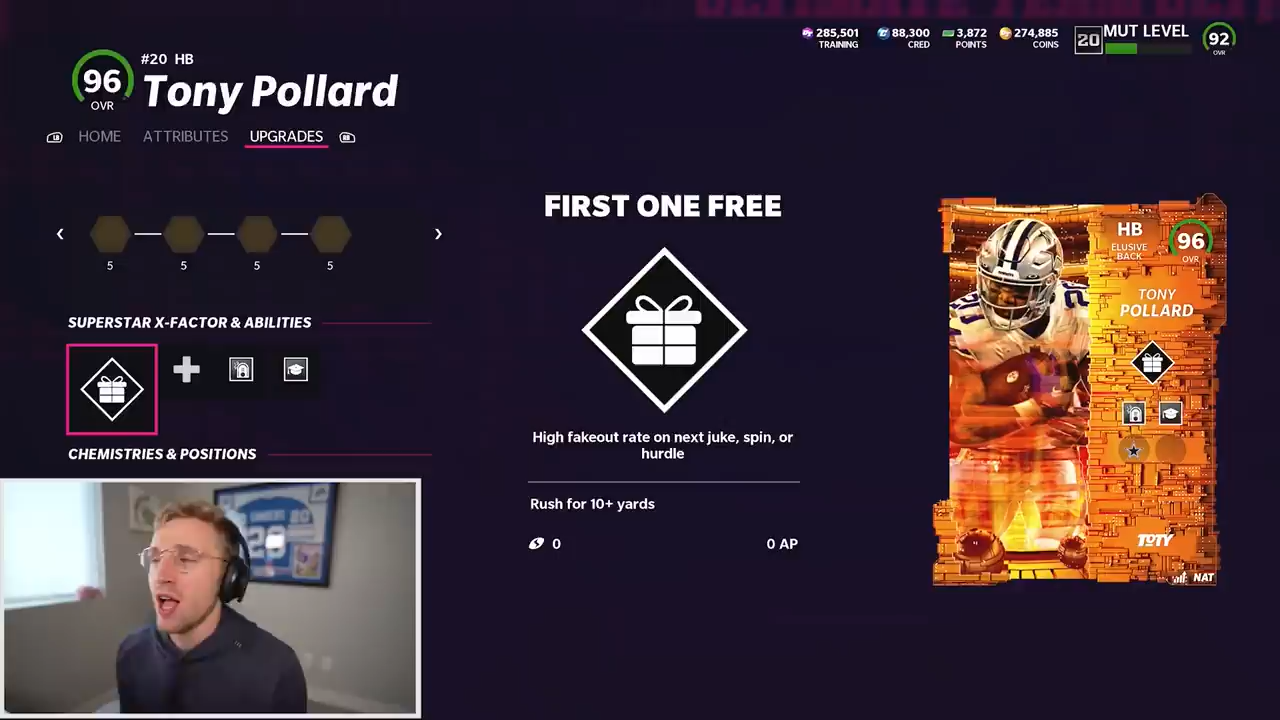 285,501
TRAINING
88,300
CRED
3,872
POINTS
274,885
COINS
20
MUT LEVEL
92
OVR
96
OVR
#20 HB
Tony Pollard
HOME
ATTRIBUTES
UPGRADES
5
5
5
5
SUPERSTAR X-FACTOR & ABILITIES
CHEMISTRIES & POSITIONS
FIRST ONE FREE
High fakeout rate on next juke, spin, or
hurdle
Rush for 10+ yards
0
0 AP
HB
ELUSIVE
BACK
96
OVR
TONY
POLLARD
TOTY
NAT
20